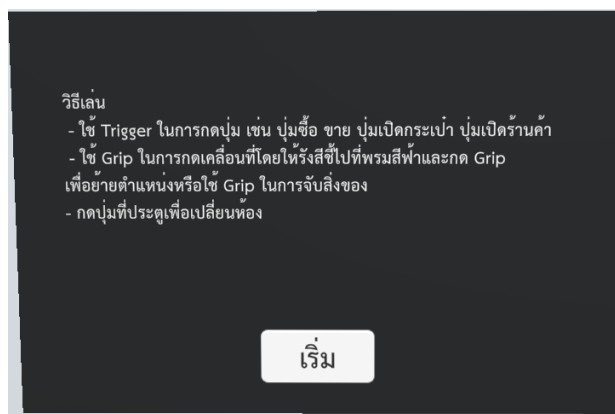 วิธีเล่น
- ใช้ Trigger ในการกดปุ่ม เช่น ปุ่มซื้อ ขาย ปุ่มเปิดกระเป๋า ปุ่มเปิดร้านค้า
- ใช้ Grip ในการกดเคลื่อนที่โดยให้รังสีชี้ไปที่พรมสีฟ้าและกด Grip
เพื่อย้ายตำแหน่งหรือใช้ Grip ในการจับสิ่งของ
- กดปุ่มที่ประตูเพื่อเปลี่ยนห้อง
เริ่ม